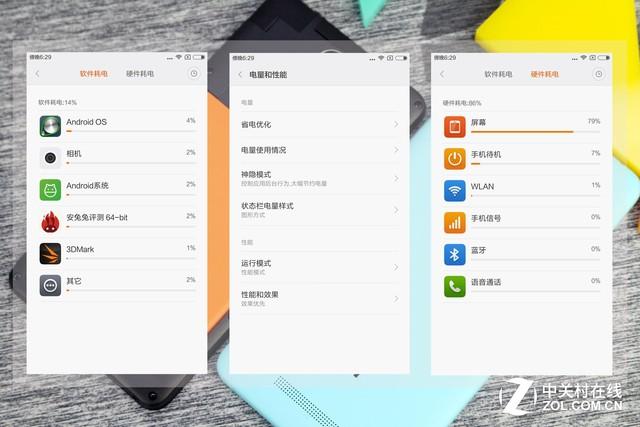 傍晚6:29
软件耗电 硬件耗电
软件耗电:14%
Android OS 4%
相机 2%
Android系统 2%
安兔兔评测 64-bit 2%
3DMark 1%
其它 2%
傍晚6:29
电量和性能
电量
省电优化
电量使用情况
神隐模式
控制应用后台行为,大幅节约电量
状态栏电量样式
图形方式
性能
运行模式
性能模式
性能和效果
效果优先
傍晚6:29
软件耗电 硬件耗电
硬件耗电:86%
屏幕 79%
手机待机 7%
WLAN 1%
手机信号 0%
蓝牙 0%
语音通话 0%
Z 中关村在线
ZOL.COM.CN